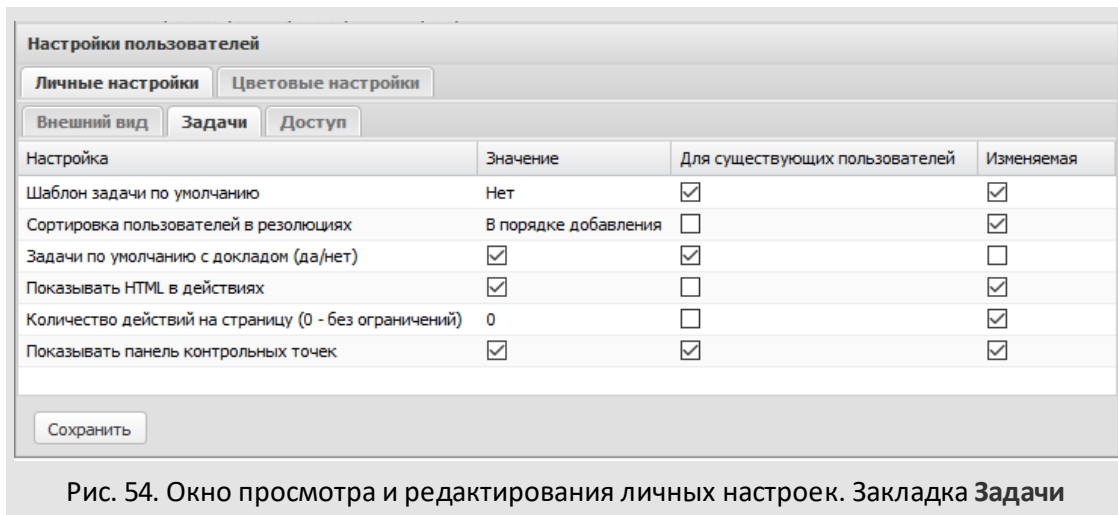 Настройки пользователей
Личные настройки Цветовые настройки
Внешний вид Задачи Доступ
Настройка Значение Для существующих пользователей Изменяемая
Шаблон задачи по умолчанию Нет
Сортировка пользователей в резолюциях В порядке добавления
Задачи по умолчанию с докладом (да/нет)
Показывать HTML в действиях
Количество действий на страницу (0 - без ограничений) 0
Показывать панель контрольных точек
Сохранить
Рис. 54. Окно просмотра и редактирования личных настроек. Закладка Задачи